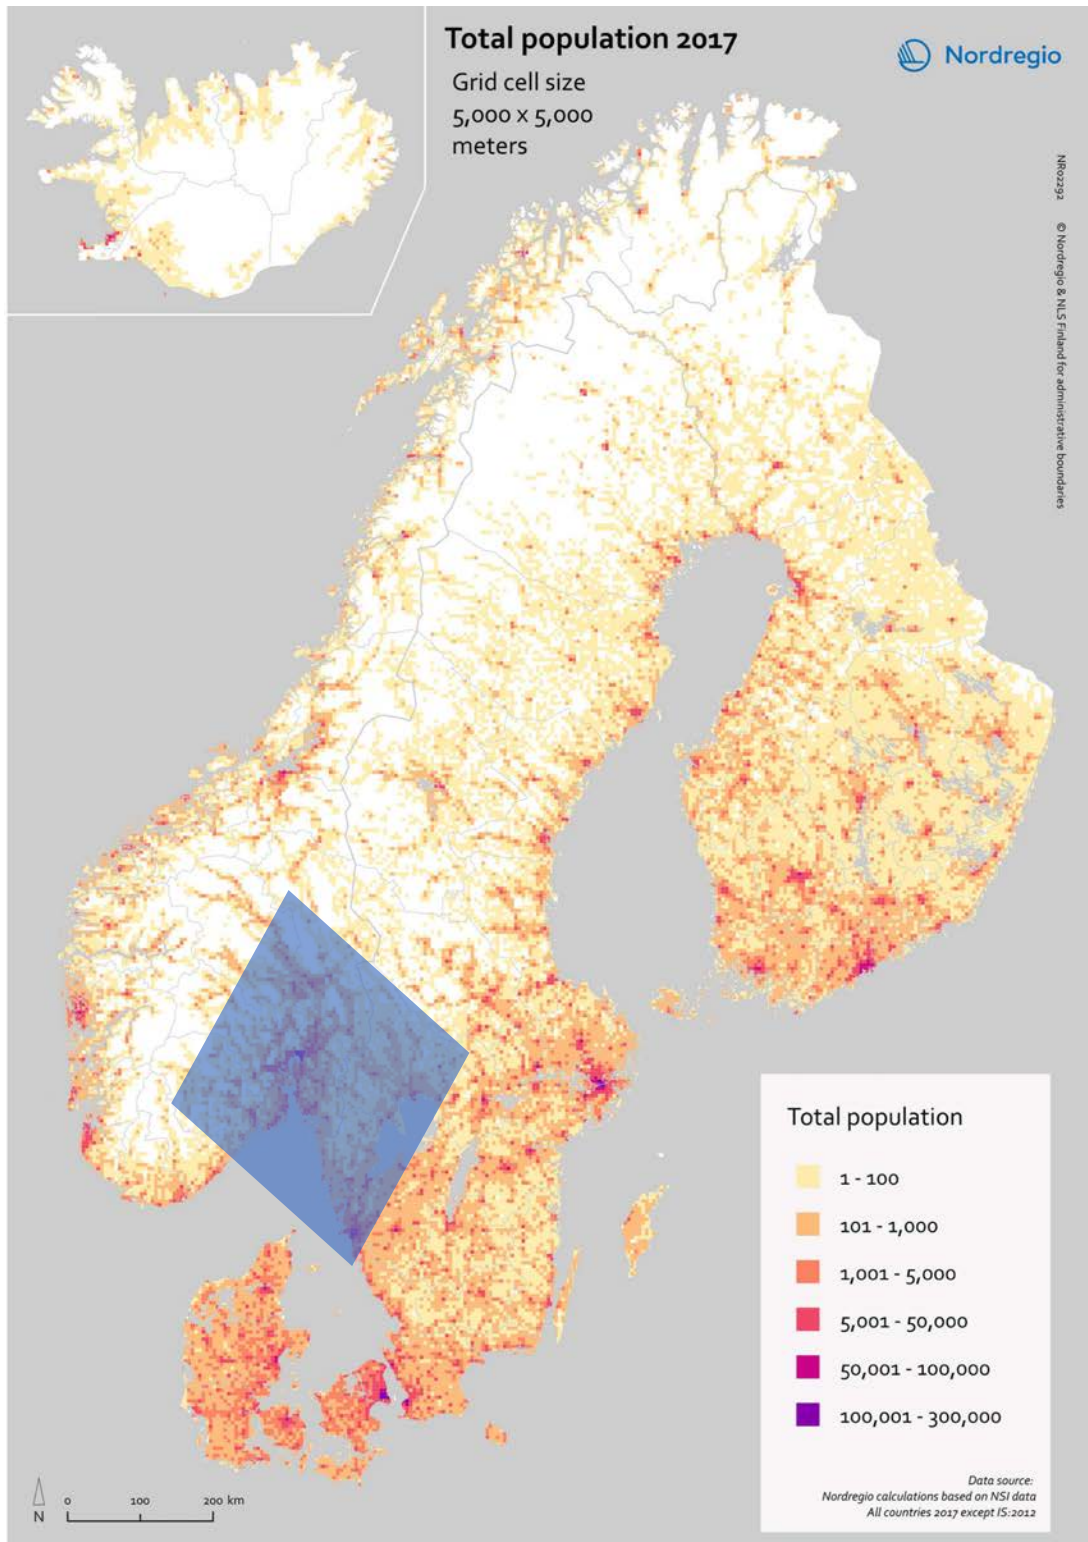 Total population 2017
Grid cell size
5,000 x 5,000
meters
Nordregio
NR02292 © Nordregio & NLS Finland for administrative boundaries
Total population
1 - 100
101 - 1,000
1,001 - 5,000
5,001 - 50,000
50,001 - 100,000
100,001 - 300,000
Data source:
Nordregio calculations based on NSI data
All countries 2017 except IS:2012
N
0 100 200 km